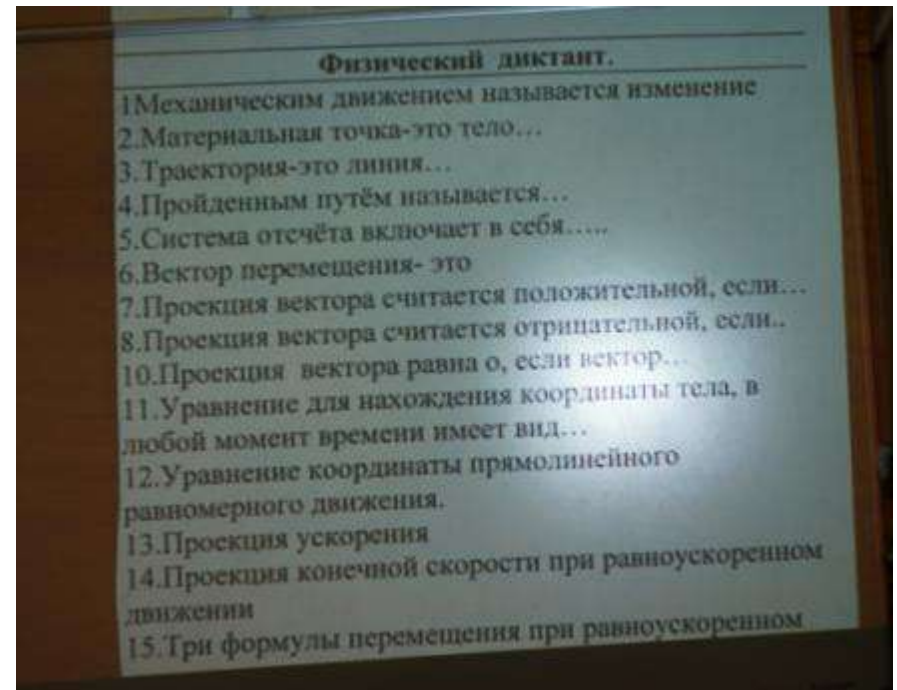 Физический диктант.
1Механическим движением называется изменение
2.Материальная точка-это тело…
3.Траектория-это линия…
4.Пройденным путём называется…
5.Система отсчёта включает в себя…..
6.Вектор перемещения- это
7.Проекция вектора считается положительной, если…
8.Проекция вектора считается отрицательной, если..
10.Проекция вектора равна о, если вектор…
11.Уравнение для нахождения координаты тела, в
любой момент времени имеет вид…
12.Уравнение координаты прямолинейного
равномерного движения.
13.Проекция ускорения
14.Проекция конечной скорости при равноускоренном
движении
15.Три формулы перемещения при равноускоренном